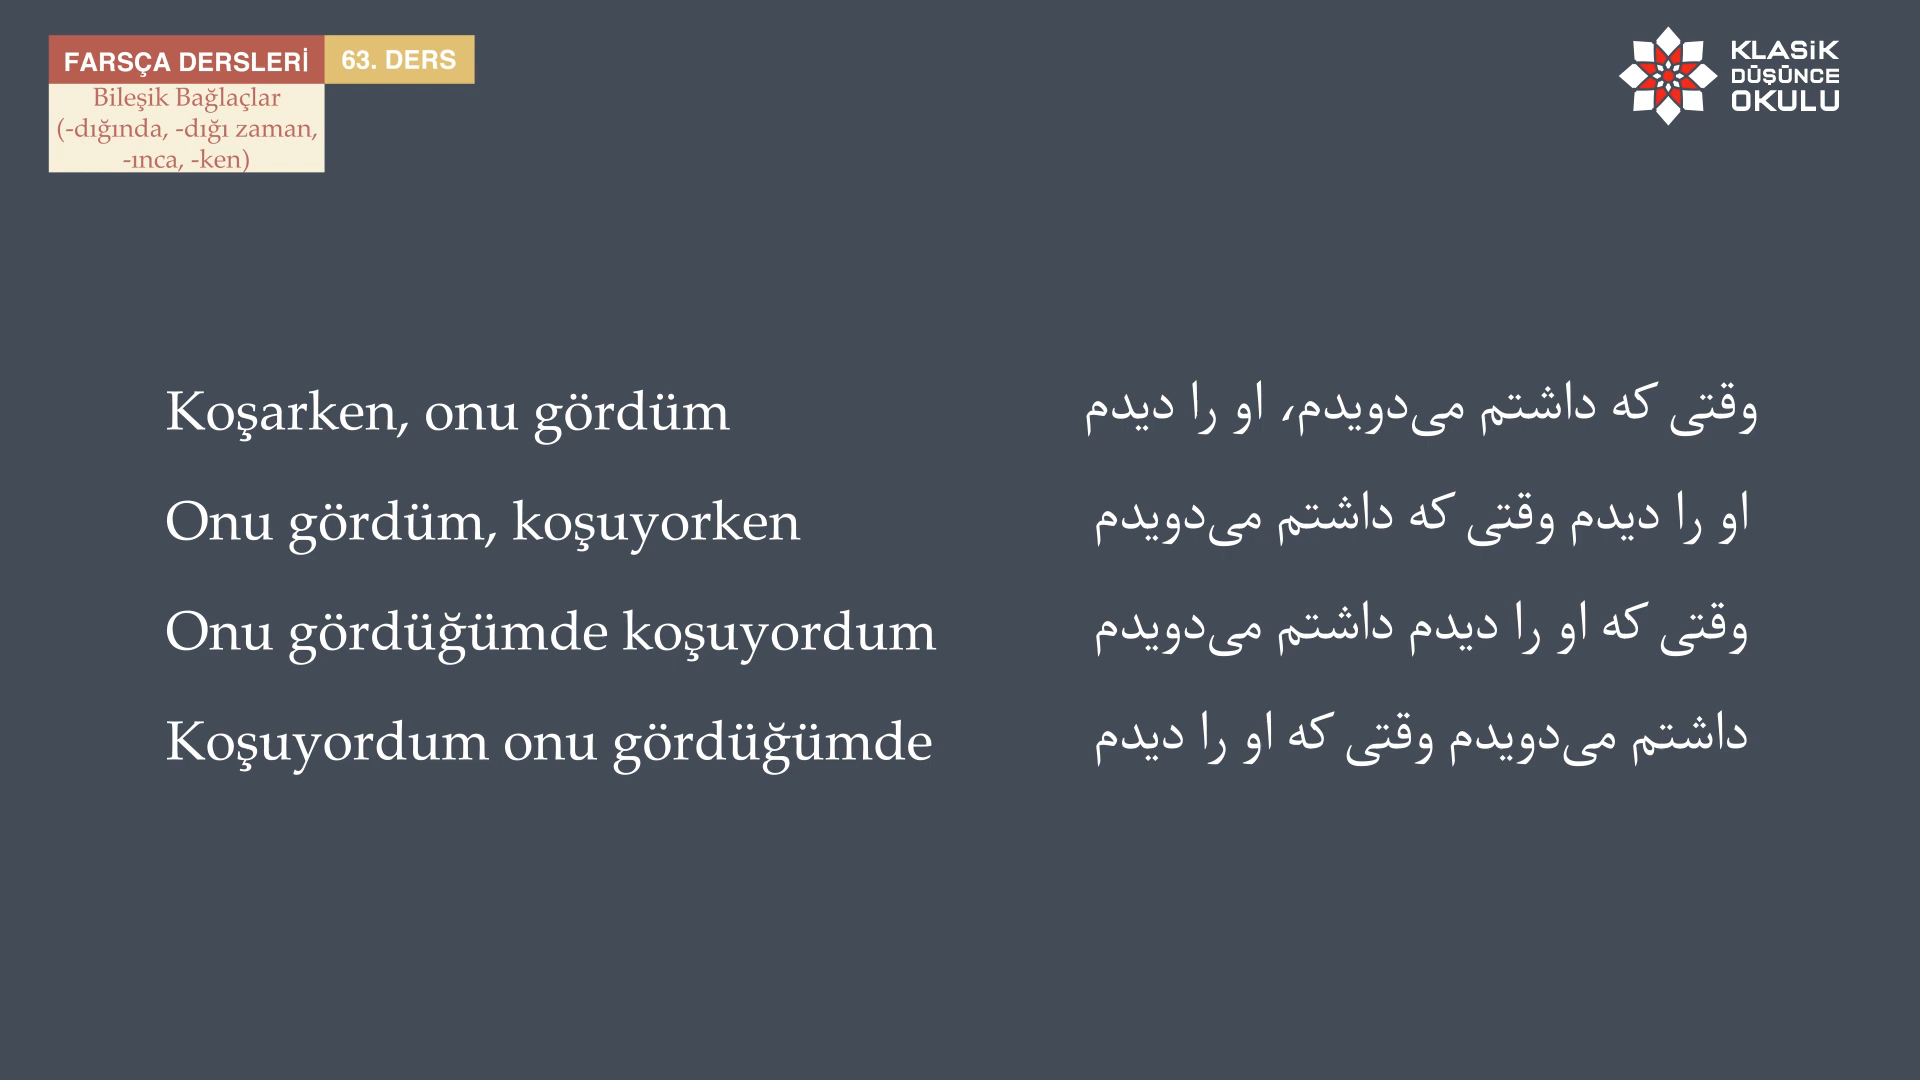 FARSÇA DERSLERİ
63. DERS
Bileşik Bağlaçlar
(-dığında, -dığı zaman,
-ınca, -ken)
KLASiK
DÜŞÜNCE
OKULU
Koşarken, onu gördüm
وقتی که داشتم می‌دویدم، او را دیدم
Onu gördüm, koşuyorken
او را دیدم وقتی که داشتم می‌دویدم
Onu gördüğümde koşuyordum
وقتی که او را دیدم داشتم می‌دویدم
Koşuyordum onu gördüğümde
داشتم می‌دویدم وقتی که او را دیدم